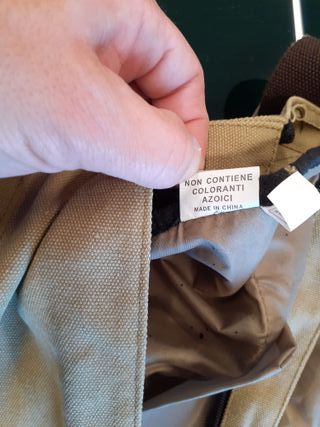 NON CONTIENE
COLORANTI
AZOICI
MADE IN CHINA